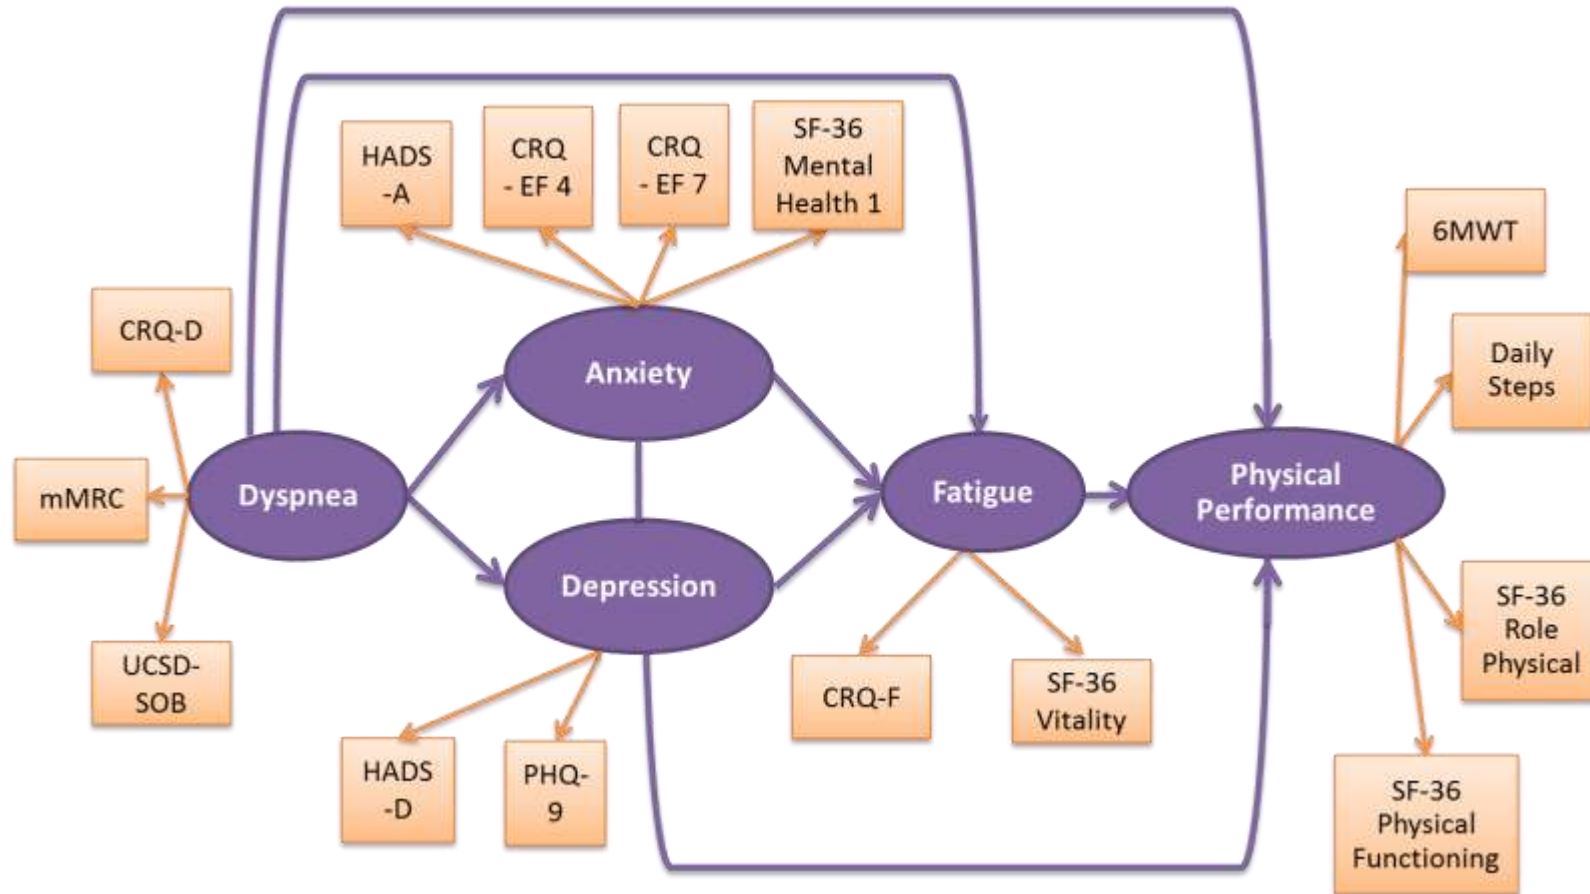 HADS
-A
CRQ
- EF 4
CRQ
- EF 7
SF-36
Mental
Health 1
6MWT
CRQ-D
Daily
Steps
Anxiety
mMRC
Dyspnea
Fatigue
Physical
Performance
Depression
UCSD-
SOB
HADS
-D
PHQ-
9
CRQ-F
SF-36
Vitality
SF-36
Role
Physical
SF-36
Physical
Functioning